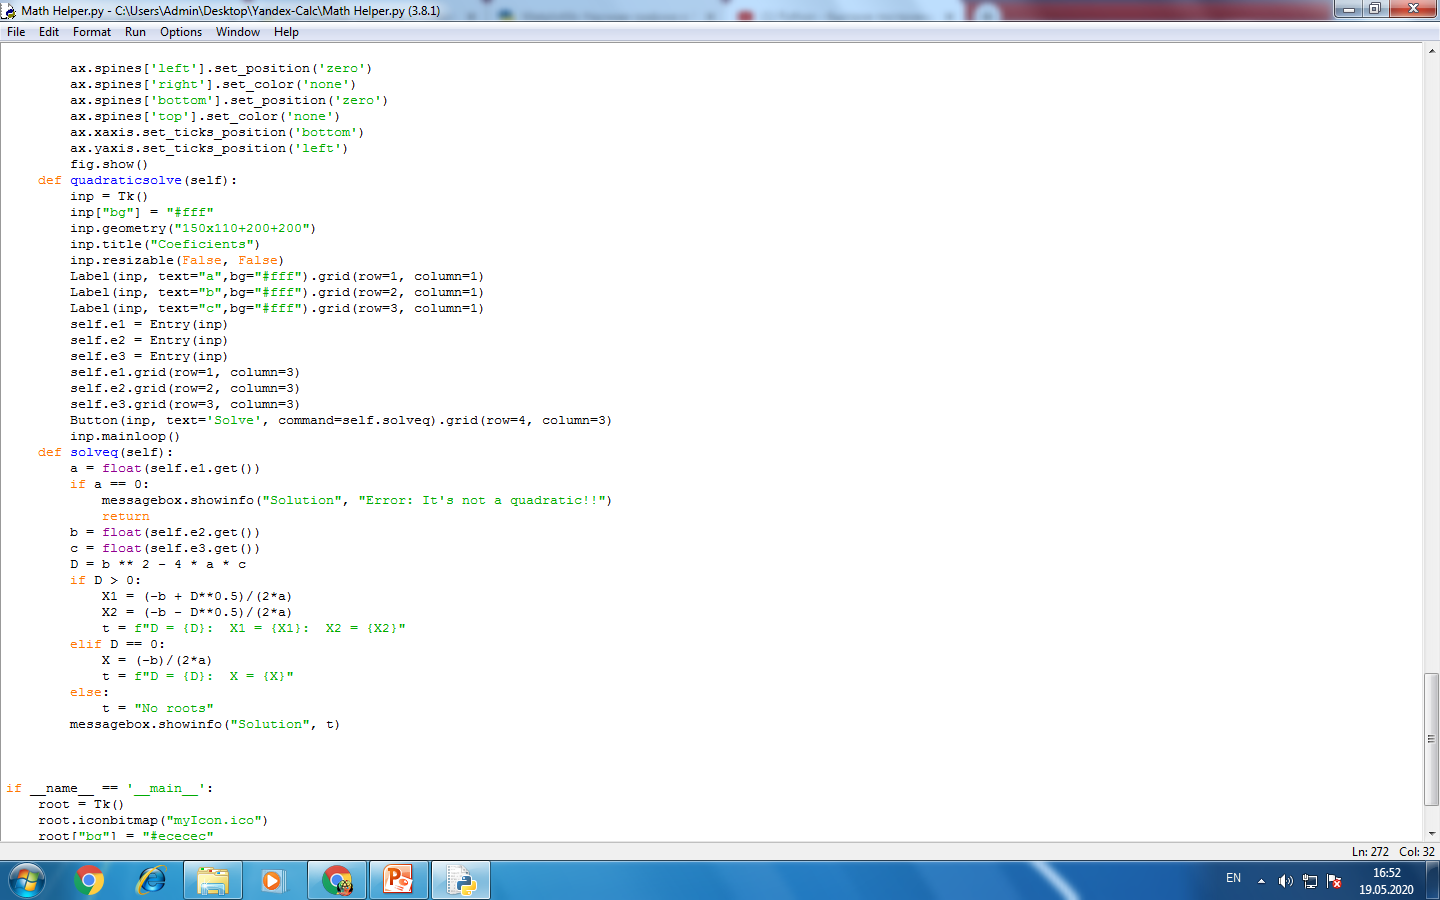 Math Helper.py - C:\Users\Admin\Desktop\Yandex-Calc\Math Helper.py (3.8.1)
File Edit Format Run Options Window Help
        ax.spines['left'].set_position('zero')
        ax.spines['right'].set_color('none')
        ax.spines['bottom'].set_position('zero')
        ax.spines['top'].set_color('none')
        ax.xaxis.set_ticks_position('bottom')
        ax.yaxis.set_ticks_position('left')
        fig.show()
    def quadraticsolve(self):
        inp = Tk()
        inp["bg"] = "#fff"
        inp.geometry("150x110+200+200")
        inp.title("Coeficients")
        inp.resizable(False, False)
        Label(inp, text="a",bg="#fff").grid(row=1, column=1)
        Label(inp, text="b",bg="#fff").grid(row=2, column=1)
        Label(inp, text="c",bg="#fff").grid(row=3, column=1)
        self.e1 = Entry(inp)
        self.e2 = Entry(inp)
        self.e3 = Entry(inp)
        self.e1.grid(row=1, column=3)
        self.e2.grid(row=2, column=3)
        self.e3.grid(row=3, column=3)
        Button(inp, text='Solve', command=self.solveq).grid(row=4, column=3)
        inp.mainloop()
    def solveq(self):
        a = float(self.e1.get())
        if a == 0:
            messagebox.showinfo("Solution", "Error: It's not a quadratic!!")
            return
        b = float(self.e2.get())
        c = float(self.e3.get())
        D = b ** 2 - 4 * a * c
        if D > 0:
            X1 = (-b + D**0.5)/(2*a)
            X2 = (-b - D**0.5)/(2*a)
            t = f"D = {D}:  X1 = {X1}:  X2 = {X2}"
        elif D == 0:
            X = (-b)/(2*a)
            t = f"D = {D}:  X = {X}"
        else:
            t = "No roots"
        messagebox.showinfo("Solution", t)
if __name__ == '__main__':
    root = Tk()
    root.iconbitmap("myIcon.ico")
    root["bg"] = "#ececec"
Ln: 272 Col: 32
EN
16:52
19.05.2020